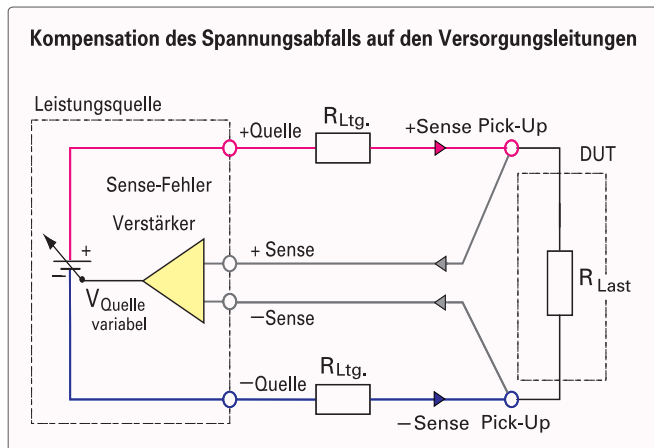 Kompensation des Spannungsabfalls auf den Versorgungsleitungen
Leistungsquelle
+Quelle
RLtg.
+Sense Pick-Up
DUT
Sense-Fehler
Verstärker
+ Sense
+
−
VQuelle
variabel
−Sense
RLast
−Quelle
RLtg.
−Sense Pick-Up